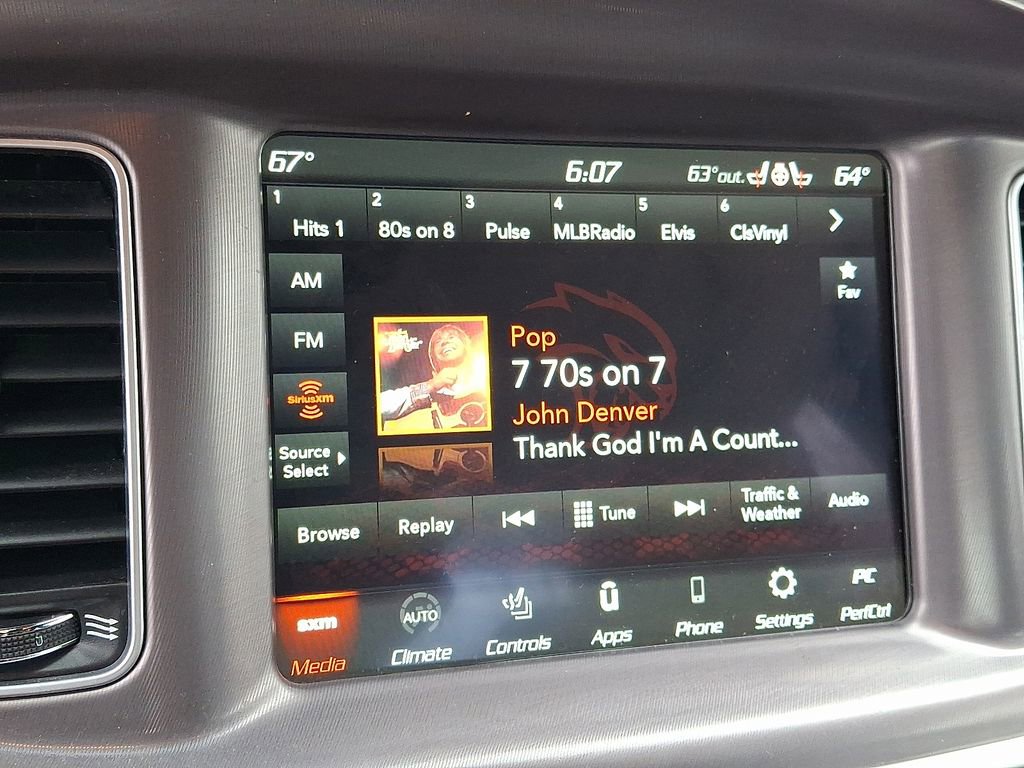 67° 6:07 63°out. 64°
1 2 3 4 5 6
Hits 1 80s on 8 Pulse MLBRadio Elvis ClsVinyl
AM
Fav
FM
Pop
7 70s on 7
SiriusXM
John Denver
Thank God I'm A Count...
Source
Select
Browse Replay Tune Traffic &
Weather Audio
sxm AUTO u PC
Media Climate Controls Apps Phone Settings PerfCtrl